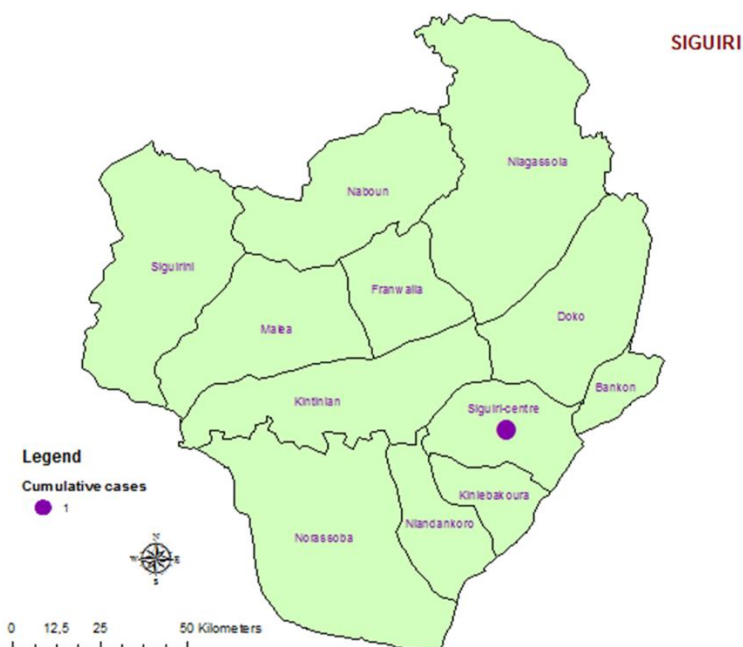 SIGUIRI
Niagassola
Naboun
Siguirini
Franwalia
Doko
Malea
Bankon
Kintinian
Siguiri-centre
Legend
Cumulative cases
1
Kiniebakoura
Niandankoro
Norassoba
N
W E
S
0 12,5 25 50 Kilometers